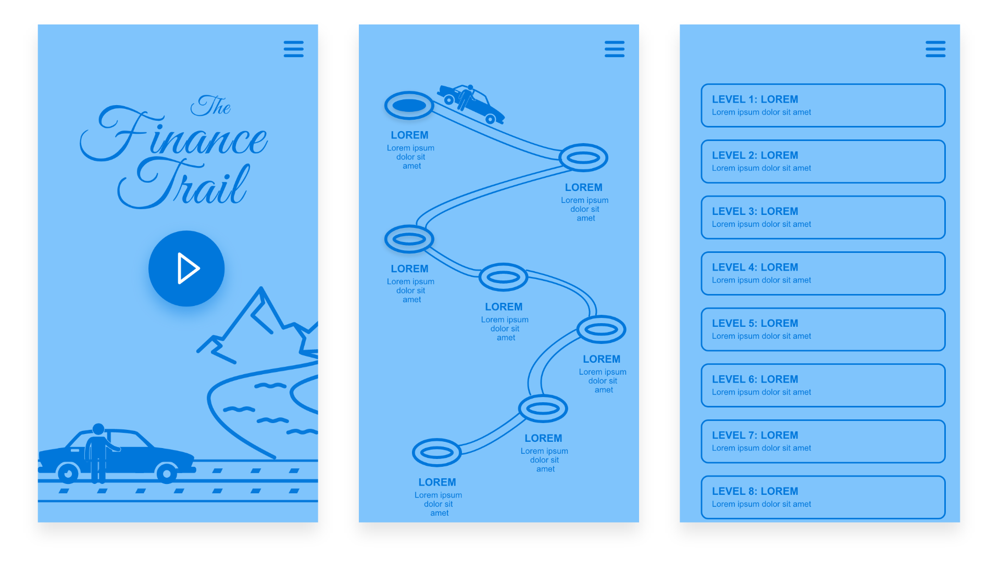 The
Finance
Trail
LOREM
Lorem ipsum
dolor sit
amet
LOREM
Lorem ipsum
dolor sit
amet
LOREM
Lorem ipsum
dolor sit
amet
LOREM
Lorem ipsum
dolor sit
amet
LOREM
Lorem ipsum
dolor sit
amet
LOREM
Lorem ipsum
dolor sit
amet
LOREM
Lorem ipsum
dolor sit
amet
LEVEL 1: LOREM
Lorem ipsum dolor sit amet
LEVEL 2: LOREM
Lorem ipsum dolor sit amet
LEVEL 3: LOREM
Lorem ipsum dolor sit amet
LEVEL 4: LOREM
Lorem ipsum dolor sit amet
LEVEL 5: LOREM
Lorem ipsum dolor sit amet
LEVEL 6: LOREM
Lorem ipsum dolor sit amet
LEVEL 7: LOREM
Lorem ipsum dolor sit amet
LEVEL 8: LOREM
Lorem ipsum dolor sit amet